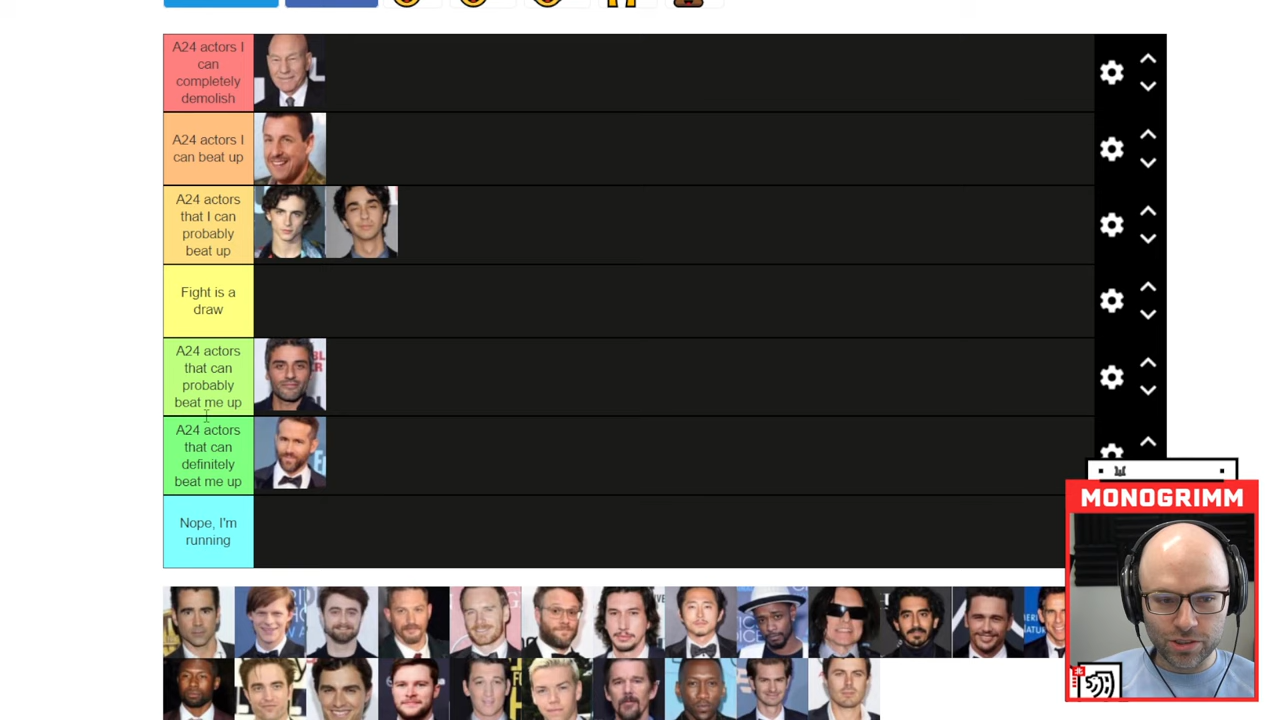 A24 actors I
can
completely
demolish
A24 actors I
can beat up
A24 actors
that I can
probably
beat up
Fight is a
draw
A24 actors
that can
probably
beat me up
A24 actors
that can
definitely
beat me up
Nope, I'm
running
MONOGRIMM